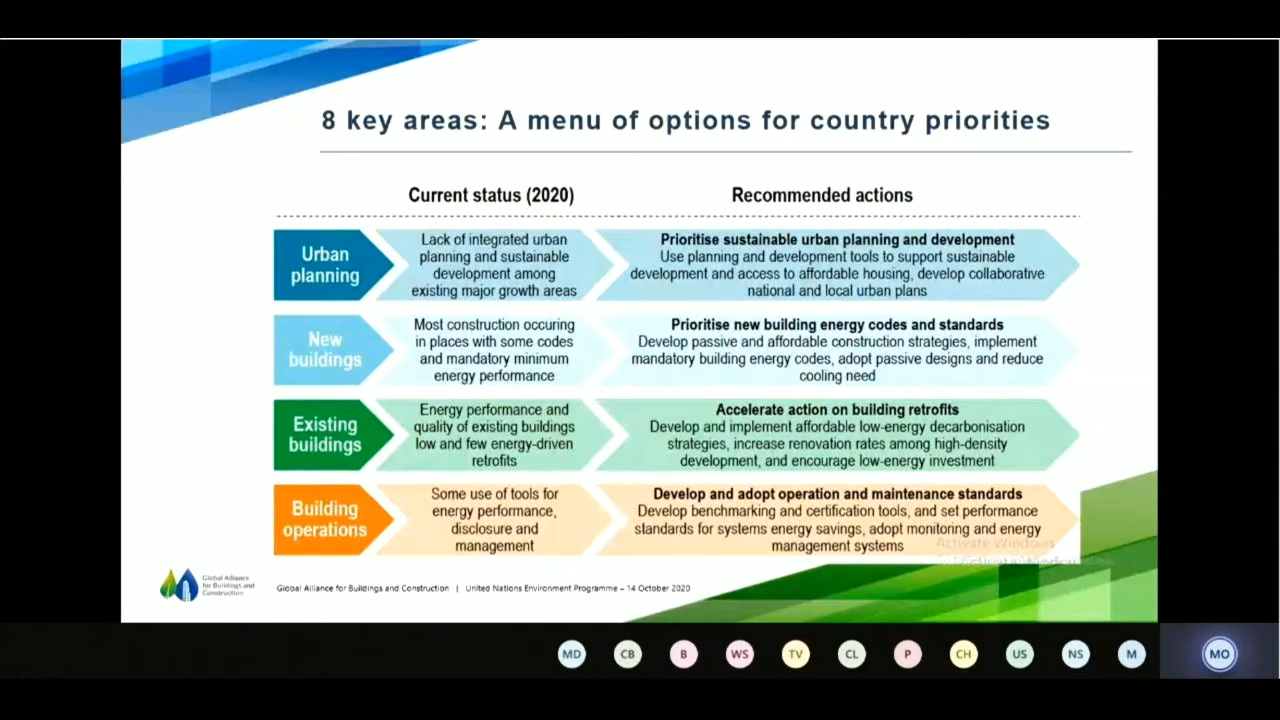 8 key areas: A menu of options for country priorities
Current status (2020)
Recommended actions
Urban
planning
Lack of integrated urban
planning and sustainable
development among
existing major growth areas
Prioritise sustainable urban planning and development
Use planning and development tools to support sustainable
development and access to affordable housing, develop collaborative
national and local urban plans
New
buildings
Most construction occuring
in places with some codes
and mandatory minimum
energy performance
Prioritise new building energy codes and standards
Develop passive and affordable construction strategies, implement
mandatory building energy codes, adopt passive designs and reduce
cooling need
Existing
buildings
Energy performance and
quality of existing buildings
low and few energy-driven
retrofits
Accelerate action on building retrofits
Develop and implement affordable low-energy decarbonisation
strategies, increase renovation rates among high-density
development, and encourage low-energy investment
Building
operations
Some use of tools for
energy performance,
disclosure and
management
Develop and adopt operation and maintenance standards
Develop benchmarking and certification tools, and set performance
standards for systems energy savings, adopt monitoring and energy
management systems
Activate Windows
Global Alliance
for Buildings and
Construction
Global Alliance for Buildings and Construction | United Nations Environment Programme – 14 October 2020
MD CB B WS TV CL P CH US NS M MO